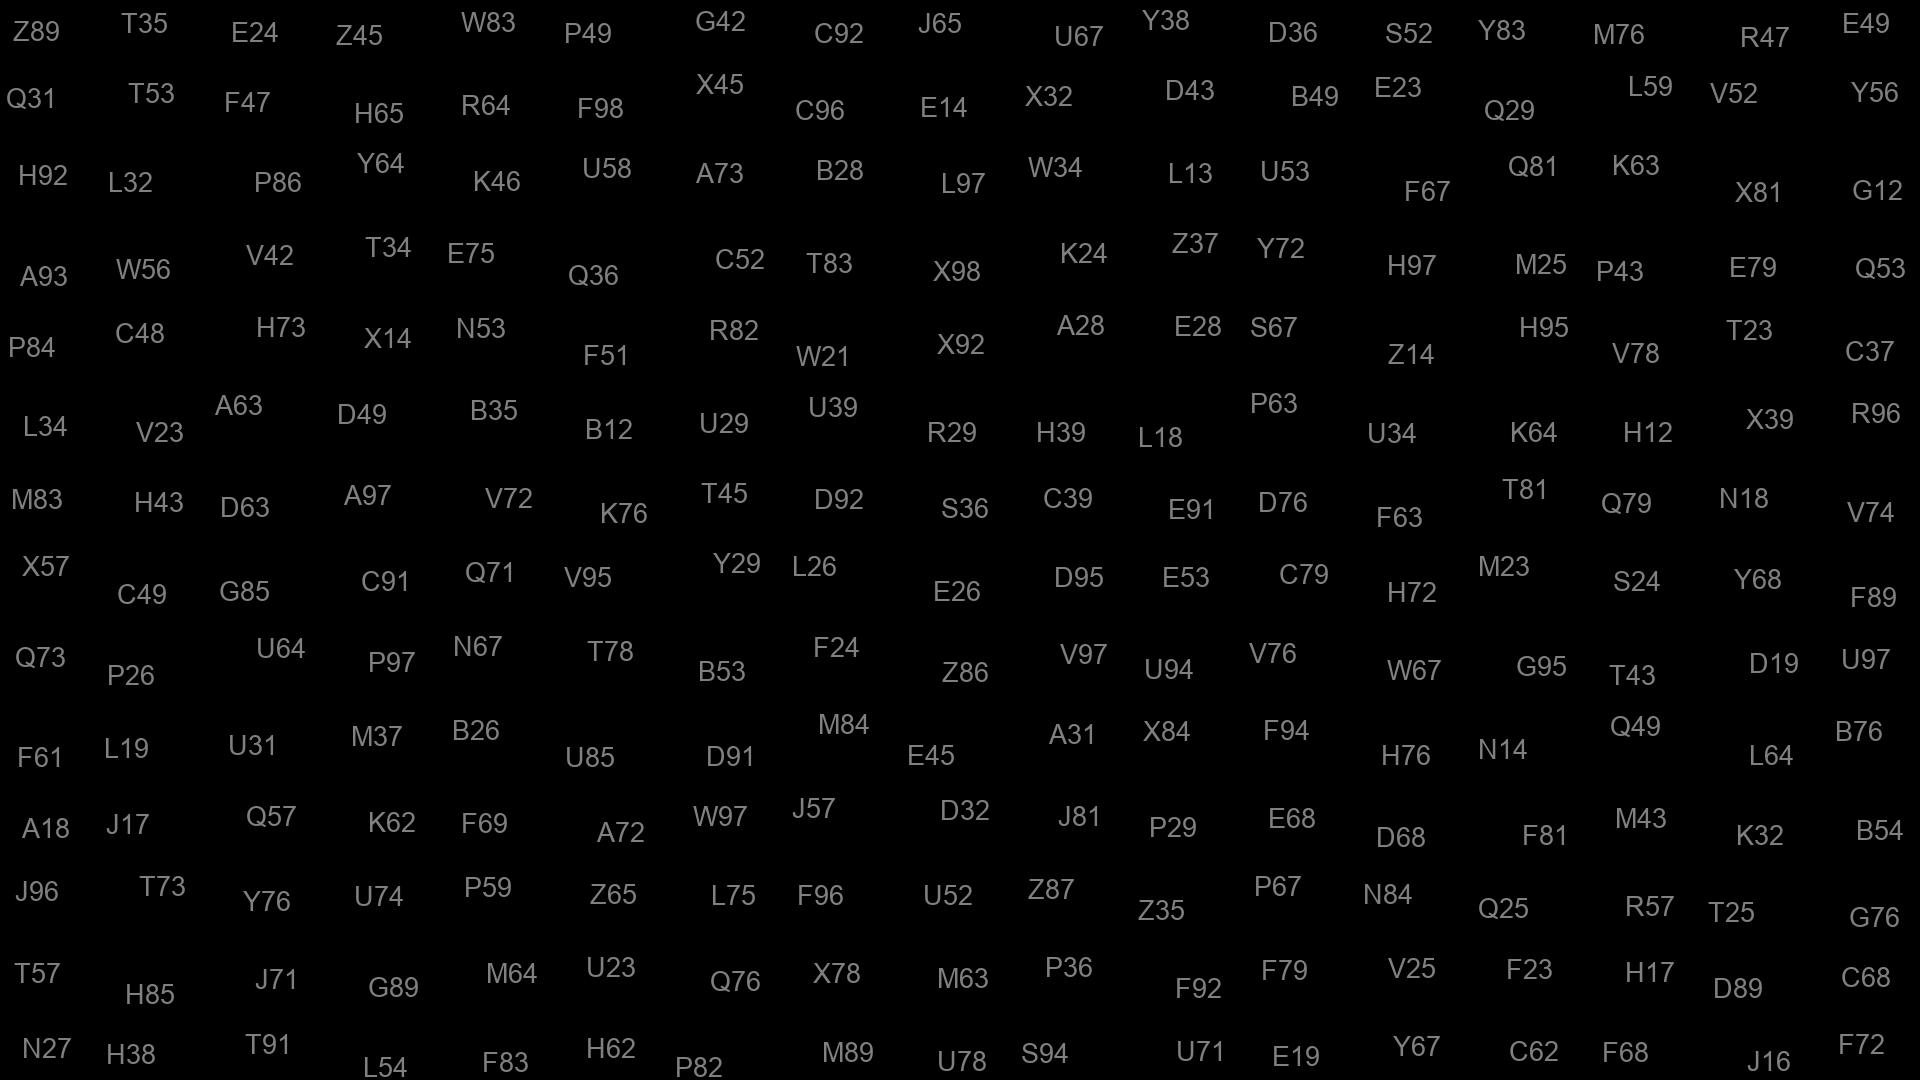 Z89 T35 E24 Z45 W83 P49 G42 C92 J65 U67 Y38 D36 S52 Y83 M76 R47 E49
Q31 T53 F47 H65 R64 F98 X45 C96 E14 X32 D43 B49 E23 Q29 L59 V52 Y56
H92 L32 P86 Y64 K46 U58 A73 B28 L97 W34 L13 U53 F67 Q81 K63 X81 G12
A93 W56 V42 T34 E75 Q36 C52 T83 X98 K24 Z37 Y72 H97 M25 P43 E79 Q53
P84 C48 H73 X14 N53 F51 R82 W21 X92 A28 E28 S67 Z14 H95 V78 T23 C37
L34 V23 A63 D49 B35 B12 U29 U39 R29 H39 L18 P63 U34 K64 H12 X39 R96
M83 H43 D63 A97 V72 K76 T45 D92 S36 C39 E91 D76 F63 T81 Q79 N18 V74
X57 C49 G85 C91 Q71 V95 Y29 L26 E26 D95 E53 C79 H72 M23 S24 Y68 F89
Q73 P26 U64 P97 N67 T78 B53 F24 Z86 V97 U94 V76 W67 G95 T43 D19 U97
F61 L19 U31 M37 B26 U85 D91 M84 E45 A31 X84 F94 H76 N14 Q49 L64 B76
A18 J17 Q57 K62 F69 A72 W97 J57 D32 J81 P29 E68 D68 F81 M43 K32 B54
J96 T73 Y76 U74 P59 Z65 L75 F96 U52 Z87 Z35 P67 N84 Q25 R57 T25 G76
T57 H85 J71 G89 M64 U23 Q76 X78 M63 P36 F92 F79 V25 F23 H17 D89 C68
N27 H38 T91 L54 F83 H62 P82 M89 U78 S94 U71 E19 Y67 C62 F68 J16 F72